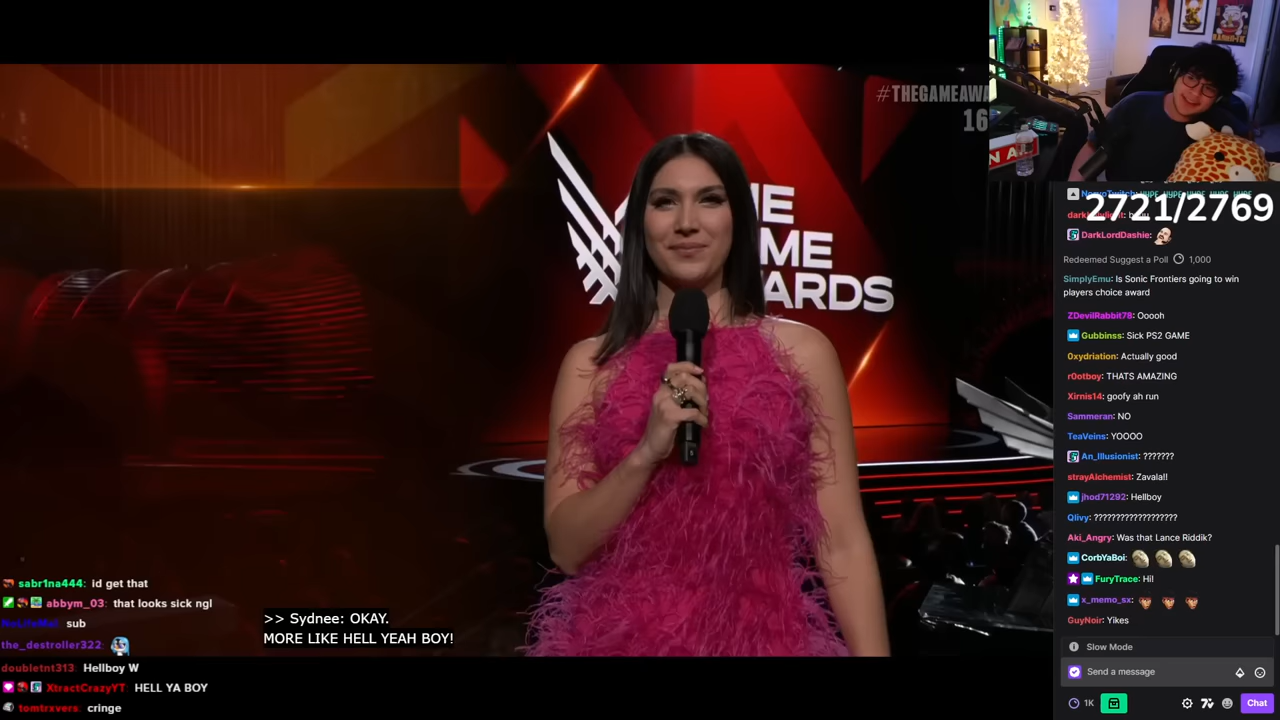 #THEGAMEAWA
16
THE
GAME
AWARDS
>> Sydnee: OKAY.
MORE LIKE HELL YEAH BOY!
sabr1na444: id get that
abbym_03: that looks sick ngl
sub
the_destroller322:
doubletnt313 Hellboy W
XtractCrazyYT: HELL YA BOY
tomtrxvers: cringe
N A
2721/2769
DarkLordDashie:
Redeemed Suggest a Poll 1,000
SimplyEmu: Is Sonic Frontiers going to win
players choice award
ZDevilRabbit78: Ooooh
Gubbinss: Sick PS2 GAME
0xydriation: Actually good
r0otboy: THATS AMAZING
Xirnis14: goofy ah run
Sammeran: NO
TeaVeins: YOOOO
An_Illusionist: ???????
strayAlchemist: Zavala!!
jhod71292: Hellboy
Qlivy: ???????????????????
Aki_Angry: Was that Lance Riddik?
CorbYaBoi:
FuryTrace: Hi!
x_memo_sx:
GuyNoir: Yikes
Slow Mode
Send a message
1K
Chat